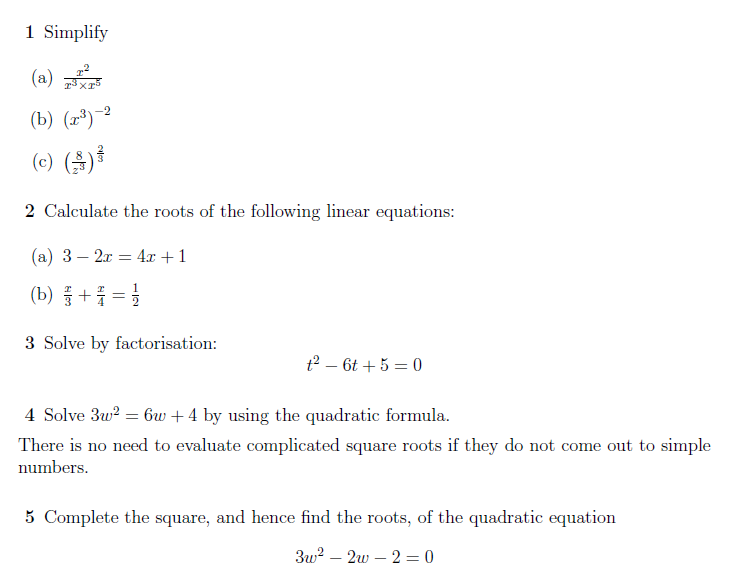 1 Simplify
(a) $\frac{x^2}{x^3 \times x^5}$
(b) $(x^3)^{-2}$
(c) $\left(\frac{8}{z^3}\right)^{\frac{2}{3}}$
2 Calculate the roots of the following linear equations:
(a) $3 - 2x = 4x + 1$
(b) $\frac{x}{3} + \frac{x}{4} = \frac{1}{2}$
3 Solve by factorisation:
$t^2 - 6t + 5 = 0$
4 Solve $3w^2 = 6w + 4$ by using the quadratic formula.
There is no need to evaluate complicated square roots if they do not come out to simple
numbers.
5 Complete the square, and hence find the roots, of the quadratic equation
$3w^2 - 2w - 2 = 0$